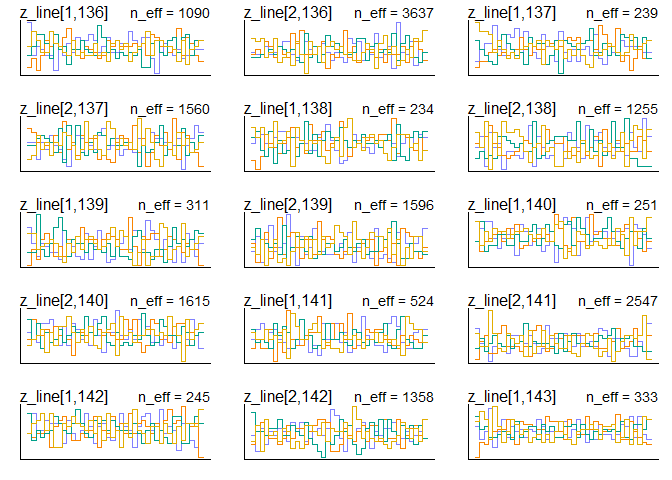 z_line[1,136] n_eff = 1090 z_line[2,136] n_eff = 3637 z_line[1,137] n_eff = 239
z_line[2,137] n_eff = 1560 z_line[1,138] n_eff = 234 z_line[2,138] n_eff = 1255
z_line[1,139] n_eff = 311 z_line[2,139] n_eff = 1596 z_line[1,140] n_eff = 251
z_line[2,140] n_eff = 1615 z_line[1,141] n_eff = 524 z_line[2,141] n_eff = 2547
z_line[1,142] n_eff = 245 z_line[2,142] n_eff = 1358 z_line[1,143] n_eff = 333